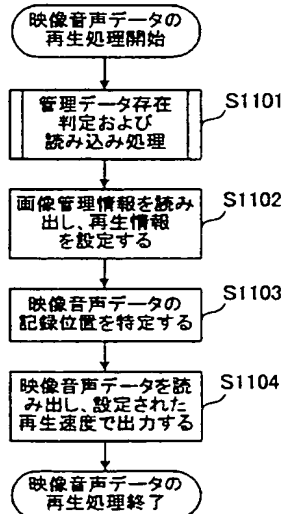 映像音声データの
再生処理開始
管理データ存在
判定および
読み込み処理
S1101
画像管理情報を読み
出し、再生情報
を設定する
S1102
映像音声データの
記録位置を特定する
S1103
映像音声データを読
み出し、設定された
再生速度で出力する
S1104
映像音声データの
再生処理終了